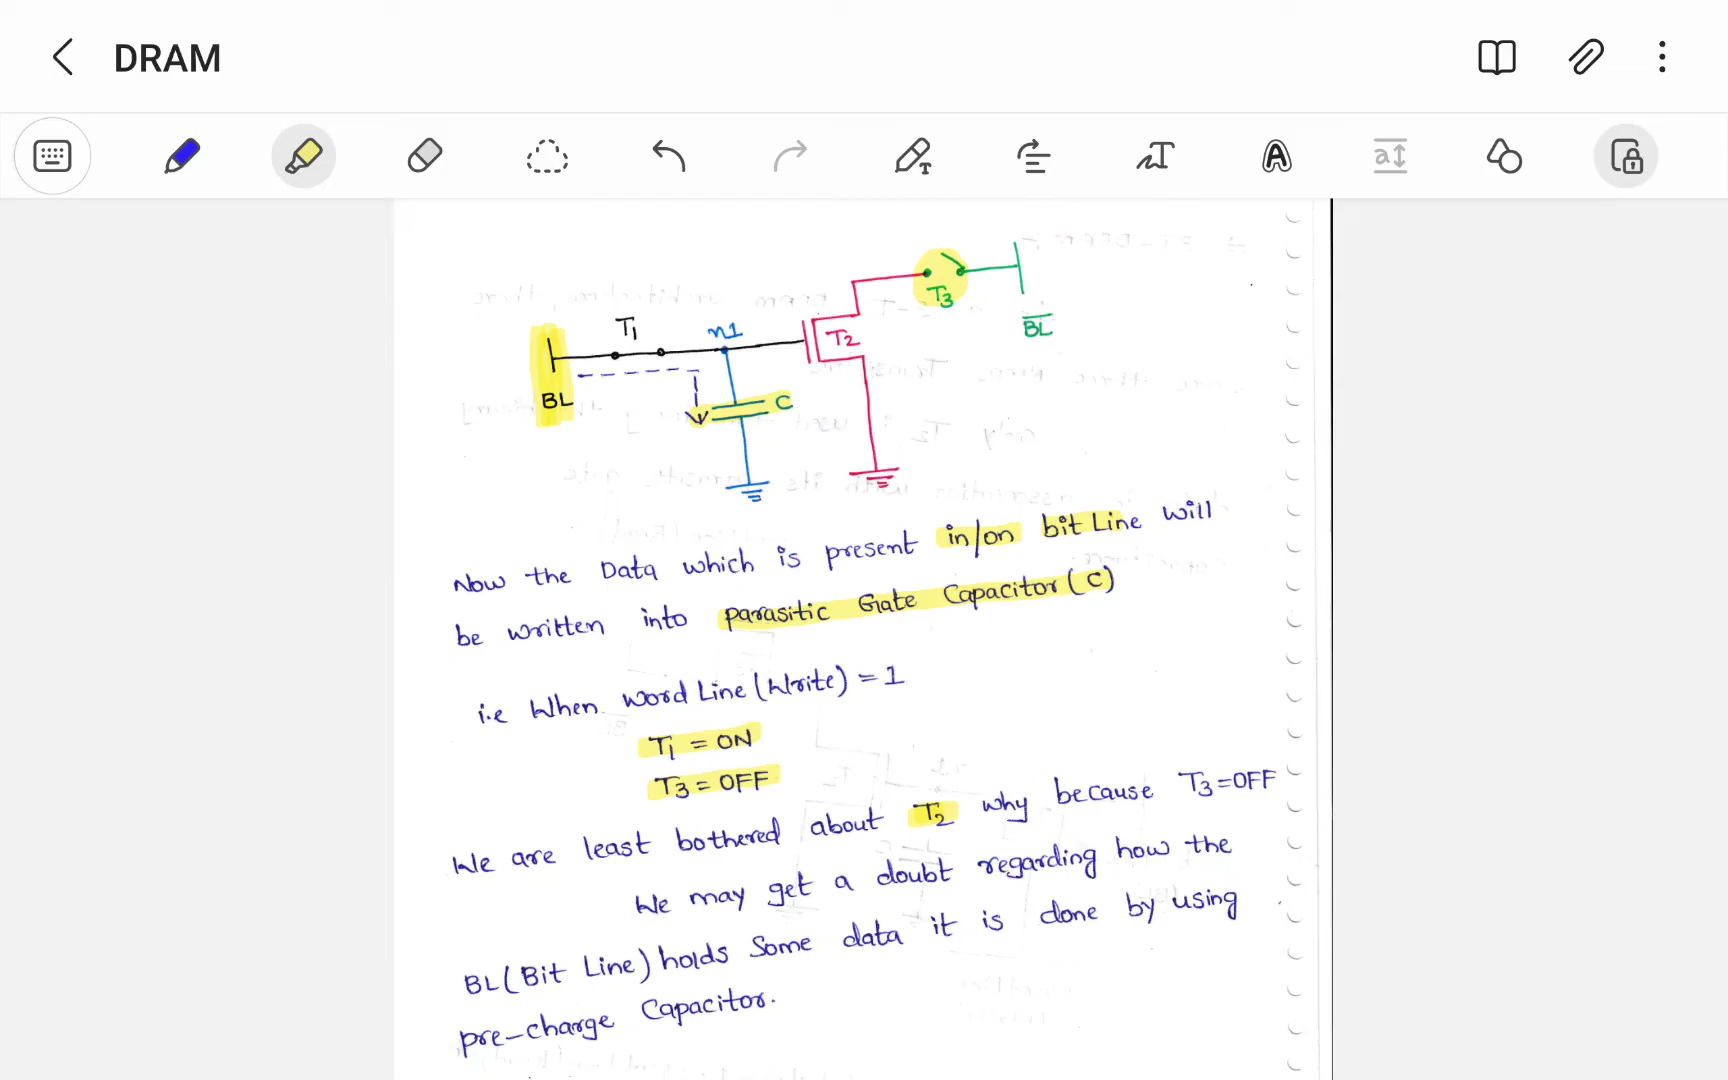 DRAM
T1
n1
T2
T3
BL
BL
C
Now the Data which is present in/on bit Line will
be written into parasitic Gate Capacitor (C)
i.e When word Line (Write) = 1
T1 = ON
T3 = OFF
We are least bothered about T2 why because T3=OFF
We may get a doubt regarding how the
BL (Bit Line) holds Some data it is done by using
pre-charge Capacitor.